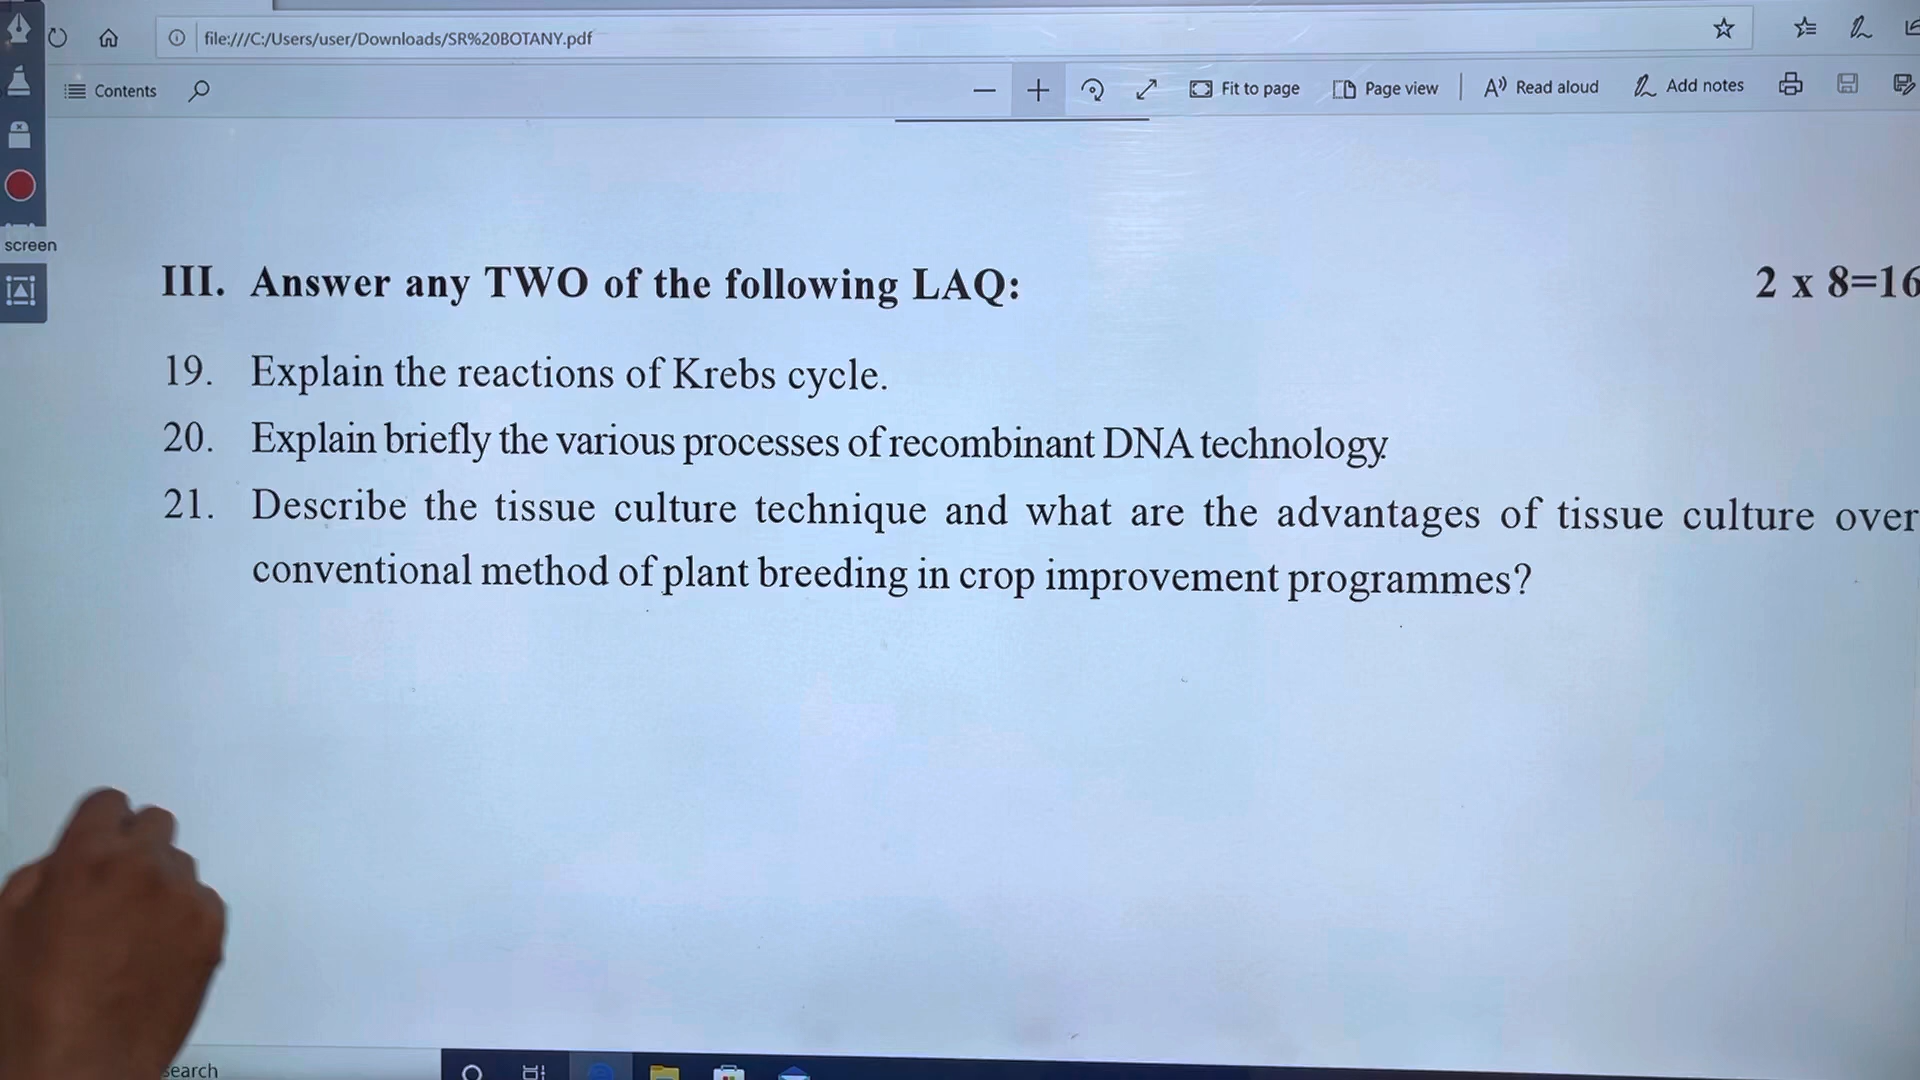 file:///C:/Users/user/Downloads/SR%20BOTANY.pdf
Contents
Fit to page
Page view
Read aloud
Add notes
screen
III. Answer any TWO of the following LAQ: 2 x 8=16
19. Explain the reactions of Krebs cycle.
20. Explain briefly the various processes of recombinant DNA technology.
21. Describe the tissue culture technique and what are the advantages of tissue culture over
conventional method of plant breeding in crop improvement programmes?